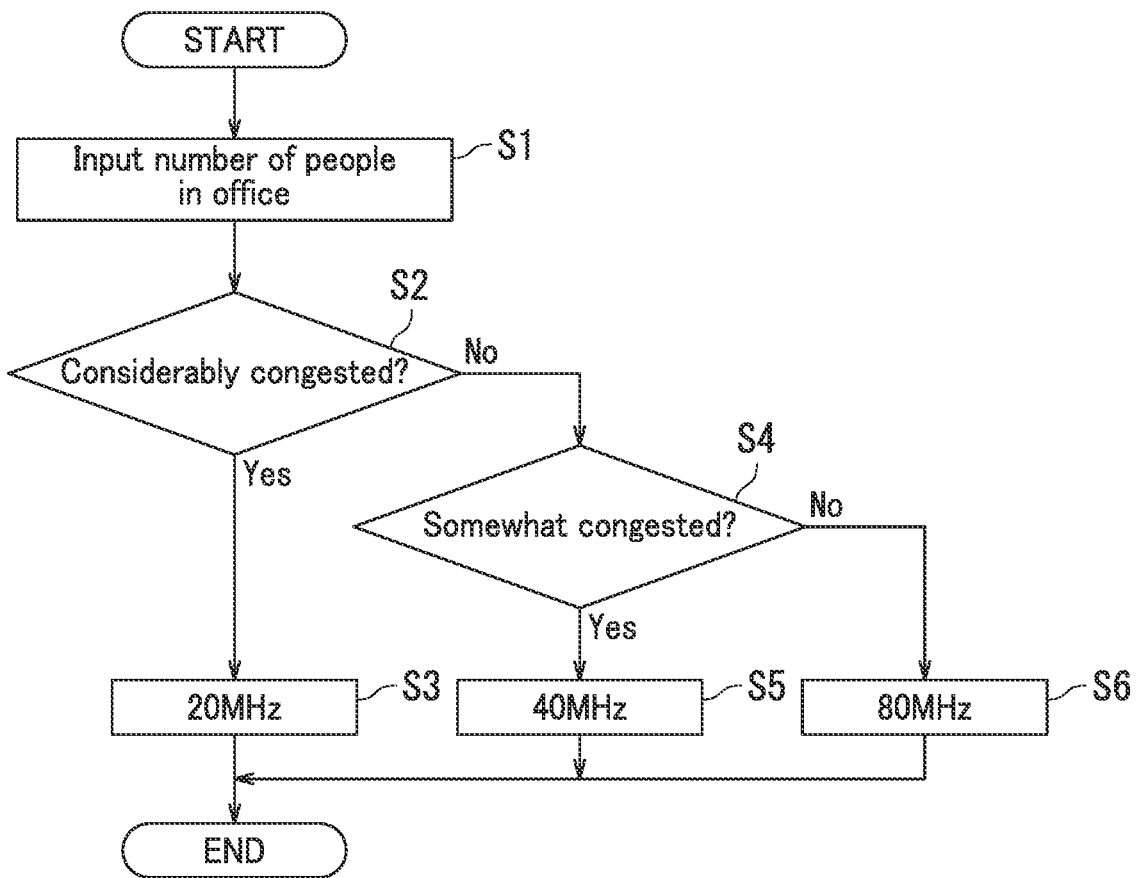 START
Input number of people
in office
S1
S2
Considerably congested?
No
Yes
S4
Somewhat congested?
No
Yes
20MHz
S3
40MHz
S5
80MHz
S6
END